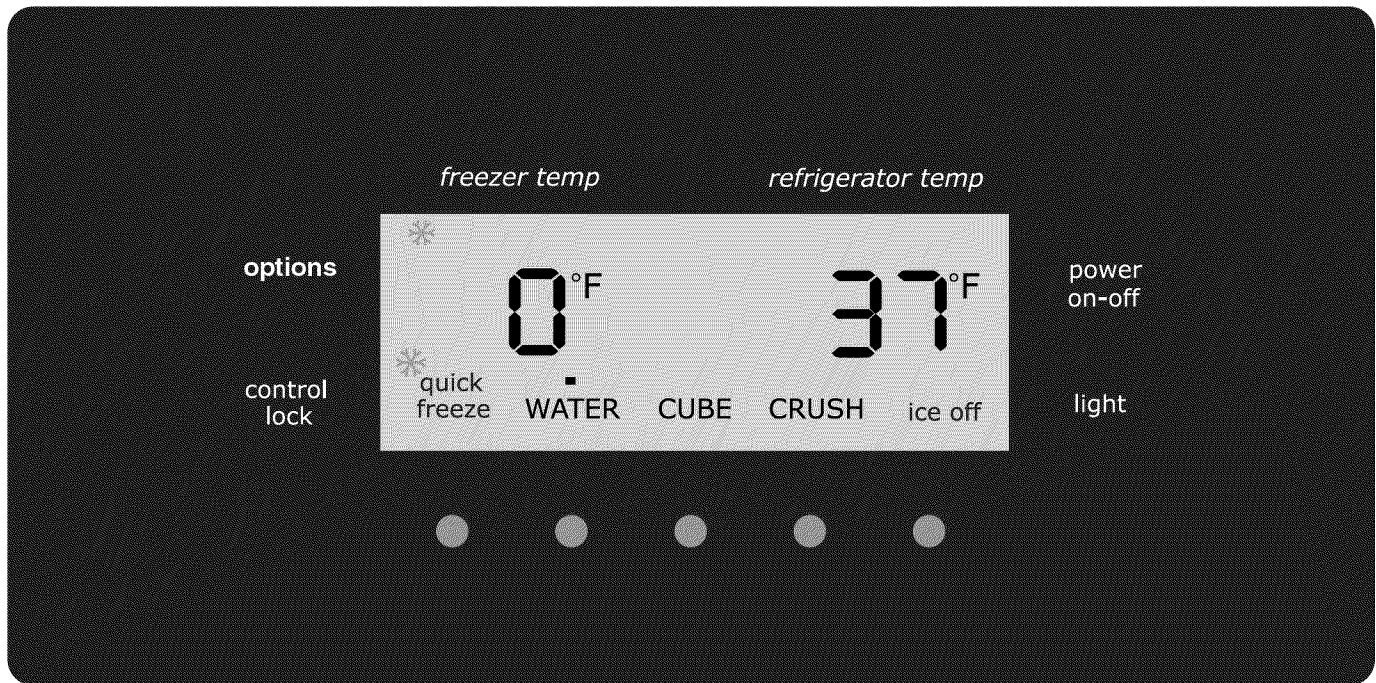 freezer temp refrigerator temp
options
0°F 37°F
power
on-off
control
lock
quick
freeze
WATER CUBE CRUSH ice off
light